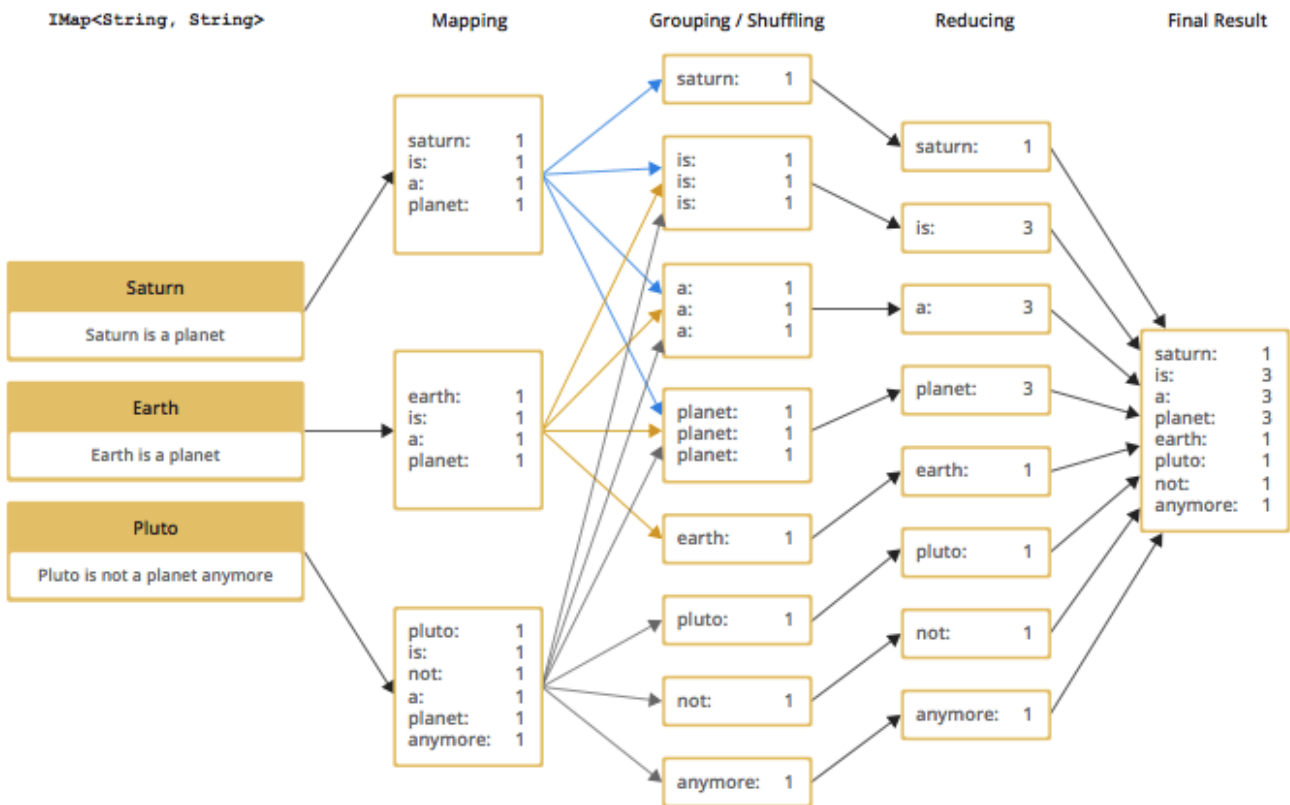 IMap<String, String>
Mapping
Grouping / Shuffling
Reducing
Final Result
Saturn
Saturn is a planet
Earth
Earth is a planet
Pluto
Pluto is not a planet anymore
saturn: 1
is: 1
a: 1
planet: 1
earth: 1
is: 1
a: 1
planet: 1
pluto: 1
is: 1
not: 1
a: 1
planet: 1
anymore: 1
saturn: 1
is: 1
is: 1
is: 1
a: 1
a: 1
a: 1
planet: 1
planet: 1
planet: 1
earth: 1
pluto: 1
not: 1
anymore: 1
saturn: 1
is: 3
a: 3
planet: 3
earth: 1
pluto: 1
not: 1
anymore: 1
saturn: 1
is: 3
a: 3
planet: 3
earth: 1
pluto: 1
not: 1
anymore: 1